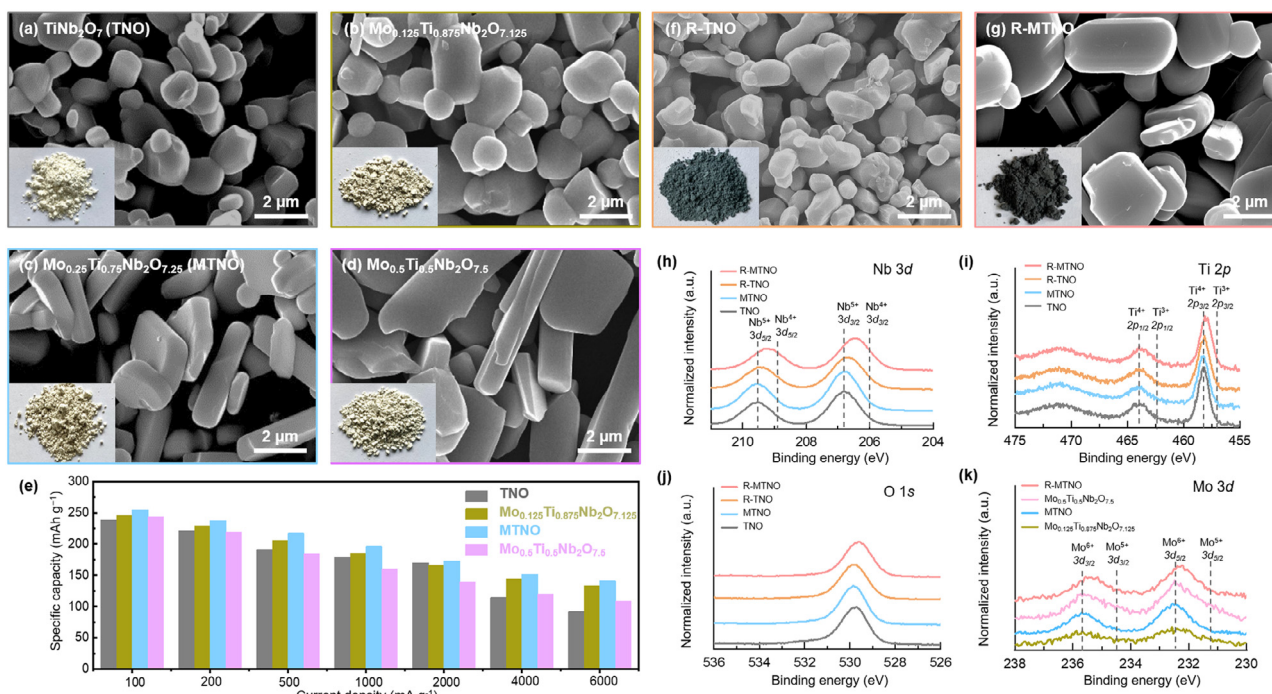 (a) TiNb₂O₇ (TNO)
2 μm
(b) Mo₀.₁₂₅Ti₀.₈₇₅Nb₂O₇.₁₂₅
2 μm
(f) R-TNO
2 μm
(g) R-MTNO
2 μm
(c) Mo₀.₂₅Ti₀.₇₅Nb₂O₇.₂₅ (MTNO)
2 μm
(d) Mo₀.₅Ti₀.₅Nb₂O₇.₅
2 μm
(h)
Nb 3d
R-MTNO
R-TNO
MTNO
TNO
Nb⁵⁺
3d₅/₂
Nb⁴⁺
3d₅/₂
Nb⁵⁺
3d₃/₂
Nb⁴⁺
3d₃/₂
Normalized intensity (a.u.)
210 208 206 204
Binding energy (eV)
(i)
Ti 2p
R-MTNO
R-TNO
MTNO
TNO
Ti⁴⁺
2p₁/₂
Ti³⁺
2p₁/₂
Ti⁴⁺
2p₃/₂
Ti³⁺
2p₃/₂
Normalized intensity (a.u.)
475 470 465 460 455
Binding energy (eV)
(e)
TNO
Mo₀.₁₂₅Ti₀.₈₇₅Nb₂O₇.₁₂₅
MTNO
Mo₀.₅Ti₀.₅Nb₂O₇.₅
Specific capacity (mAh g⁻¹)
300
250
200
150
100
50
0
100 200 500 1000 2000 4000 6000
Current density (mA g⁻¹)
(j)
O 1s
R-MTNO
R-TNO
MTNO
TNO
Normalized intensity (a.u.)
536 534 532 530 528 526
Binding energy (eV)
(k)
Mo 3d
R-MTNO
Mo₀.₅Ti₀.₅Nb₂O₇.₅
MTNO
Mo₀.₁₂₅Ti₀.₈₇₅Nb₂O₇.₁₂₅
Mo⁶⁺
3d₃/₂
Mo⁵⁺
3d₃/₂
Mo⁶⁺
3d₅/₂
Mo⁵⁺
3d₅/₂
Normalized intensity (a.u.)
238 236 234 232 230
Binding energy (eV)